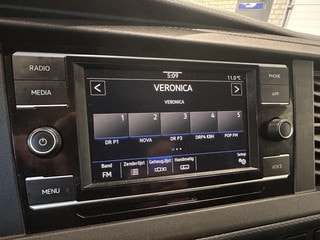 RADIO
MEDIA
MENU
5:09
11.0°C
VERONICA
VERONICA
1 2 3 4 5
DR P1 NOVA DR P3 DRP4 KBH POP FM
Band Zenderlijst Geheuglijst Handmatig Setup
FM
PHONE
APP
VOICE